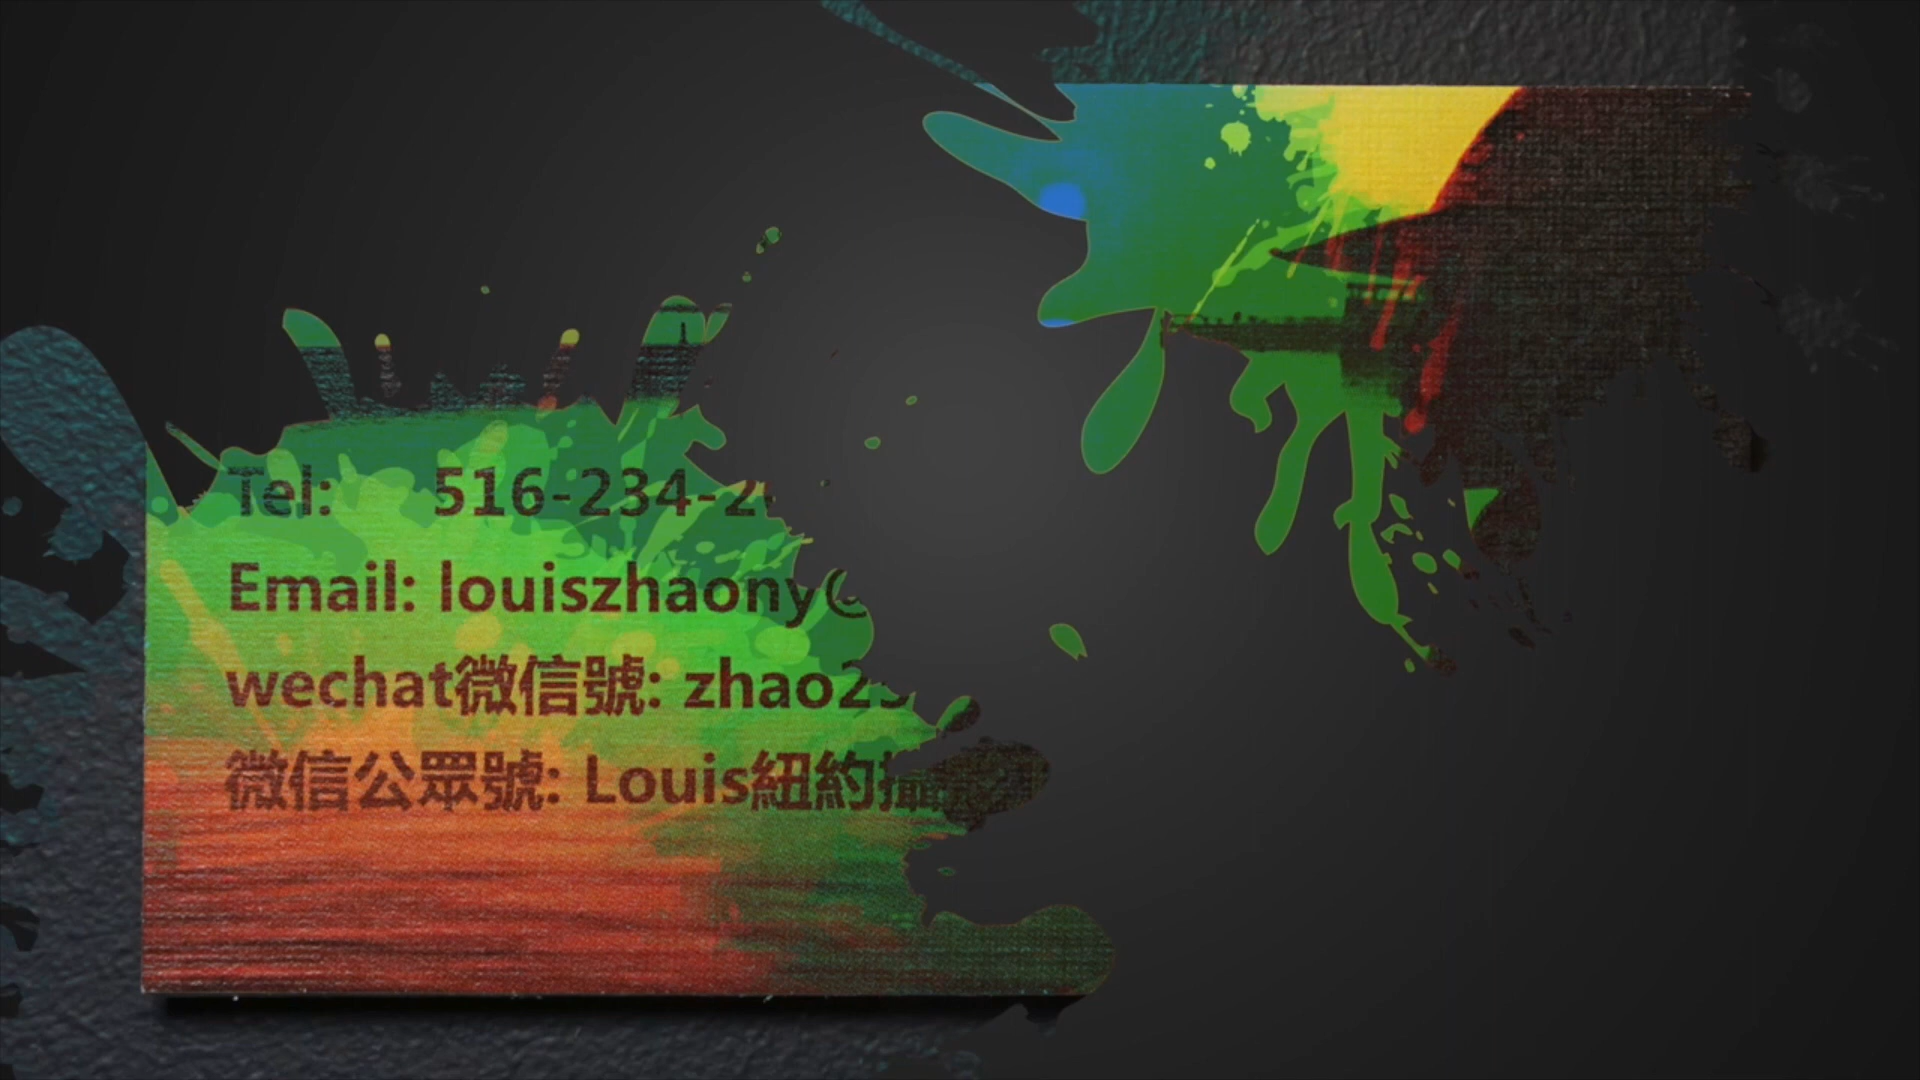 Tel: 516-234-2
Email: louiszhaony@
wechat微信號: zhao2
微信公眾號: Louis紐約攝